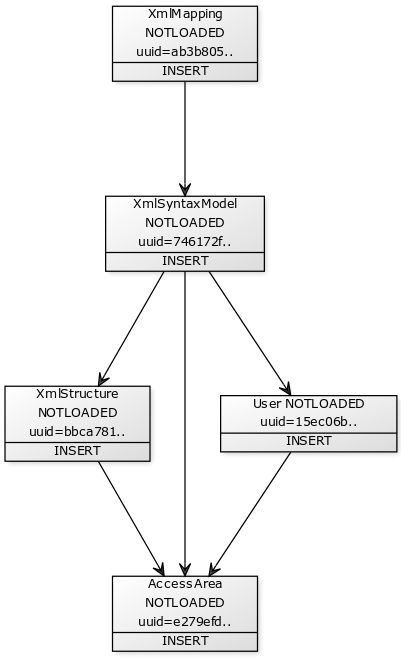 XmlMapping
NOTLOADED
uuid=ab3b805..
INSERT
XmlSyntaxModel
NOTLOADED
uuid=746172f..
INSERT
XmlStructure
NOTLOADED
uuid=bbca781..
INSERT
User NOTLOADED
uuid=15ec06b..
INSERT
AccessArea
NOTLOADED
uuid=e279efd..
INSERT